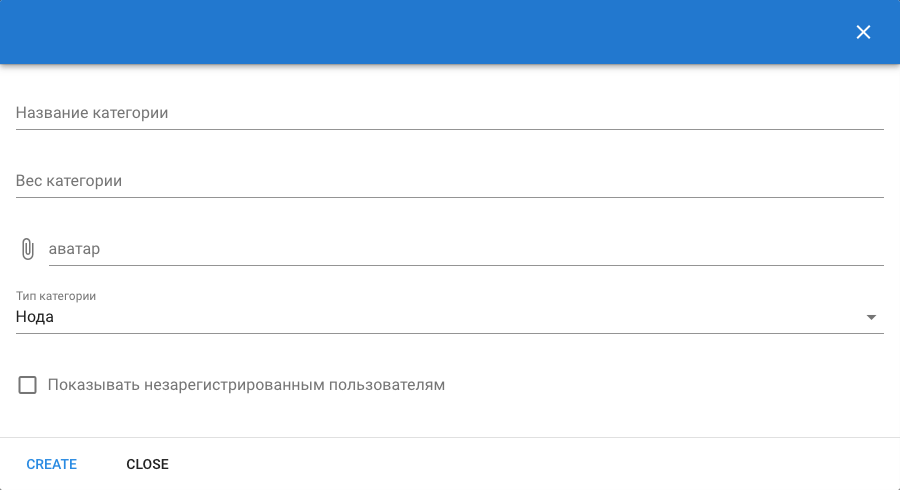 Название категории
Вес категории
аватар
Тип категории
Нода
Показывать незарегистрированным пользователям
CREATE CLOSE